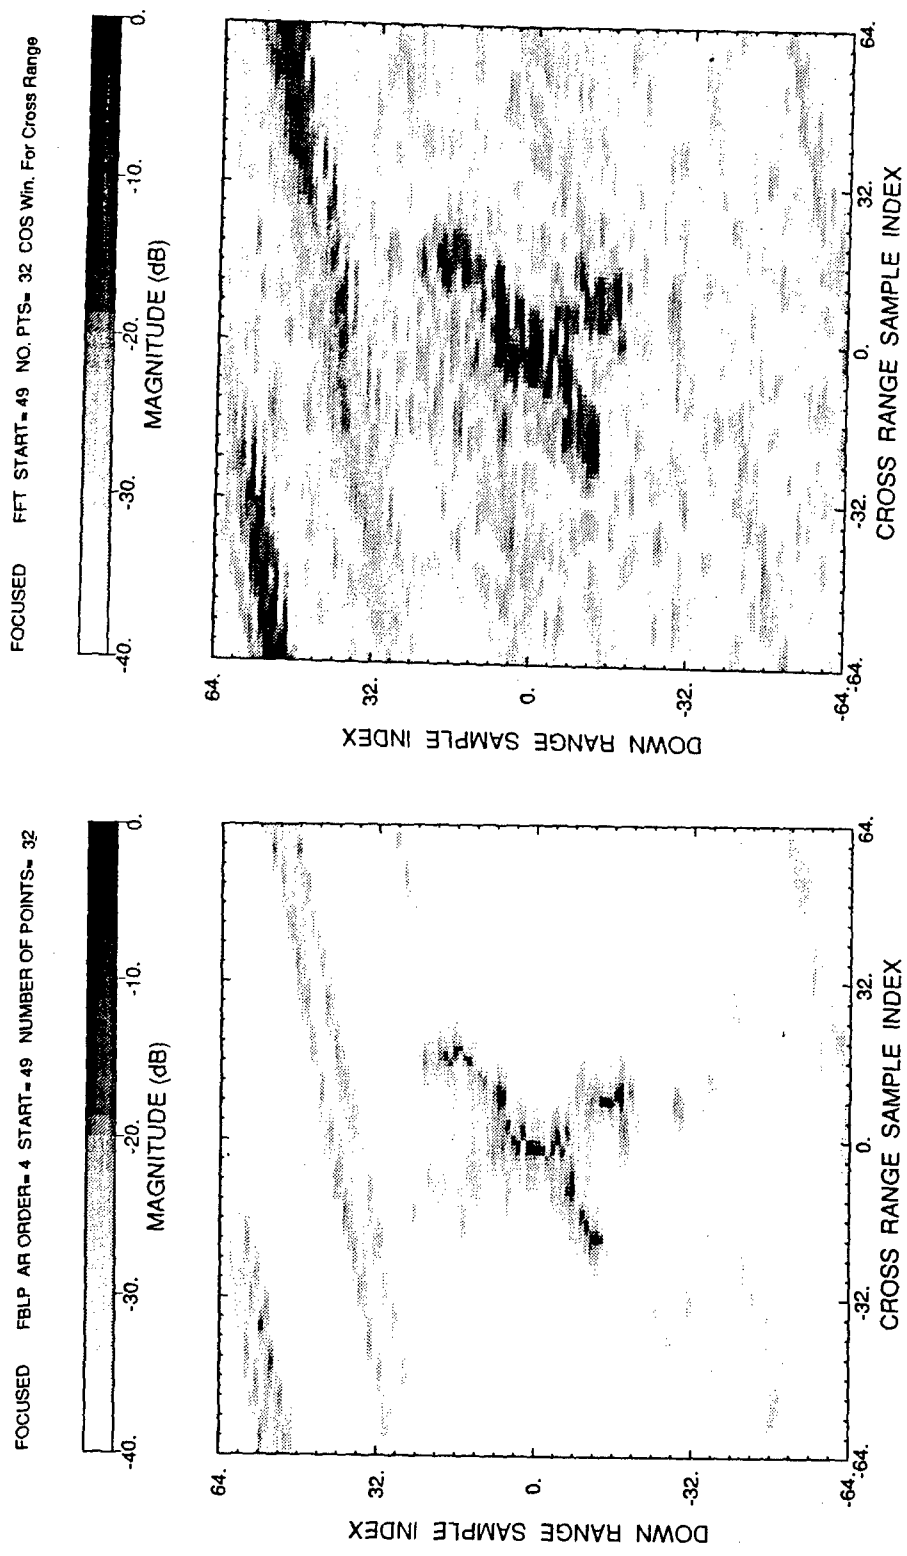 FOCUSED FBLP AR ORDER= 4 START= 49 NUMBER OF POINTS= 32
-40. -30. -20. -10. 0.
MAGNITUDE (dB)
64.
32.
0.
-32.
-64.
DOWN RANGE SAMPLE INDEX
-64. -32. 0. 32. 64.
CROSS RANGE SAMPLE INDEX
FOCUSED FFT START= 49 NO. PTS= 32 COS Win. For Cross Range
-40. -30. -20. -10. 0.
MAGNITUDE (dB)
64.
32.
0.
-32.
-64.
DOWN RANGE SAMPLE INDEX
-64. -32. 0. 32. 64.
CROSS RANGE SAMPLE INDEX